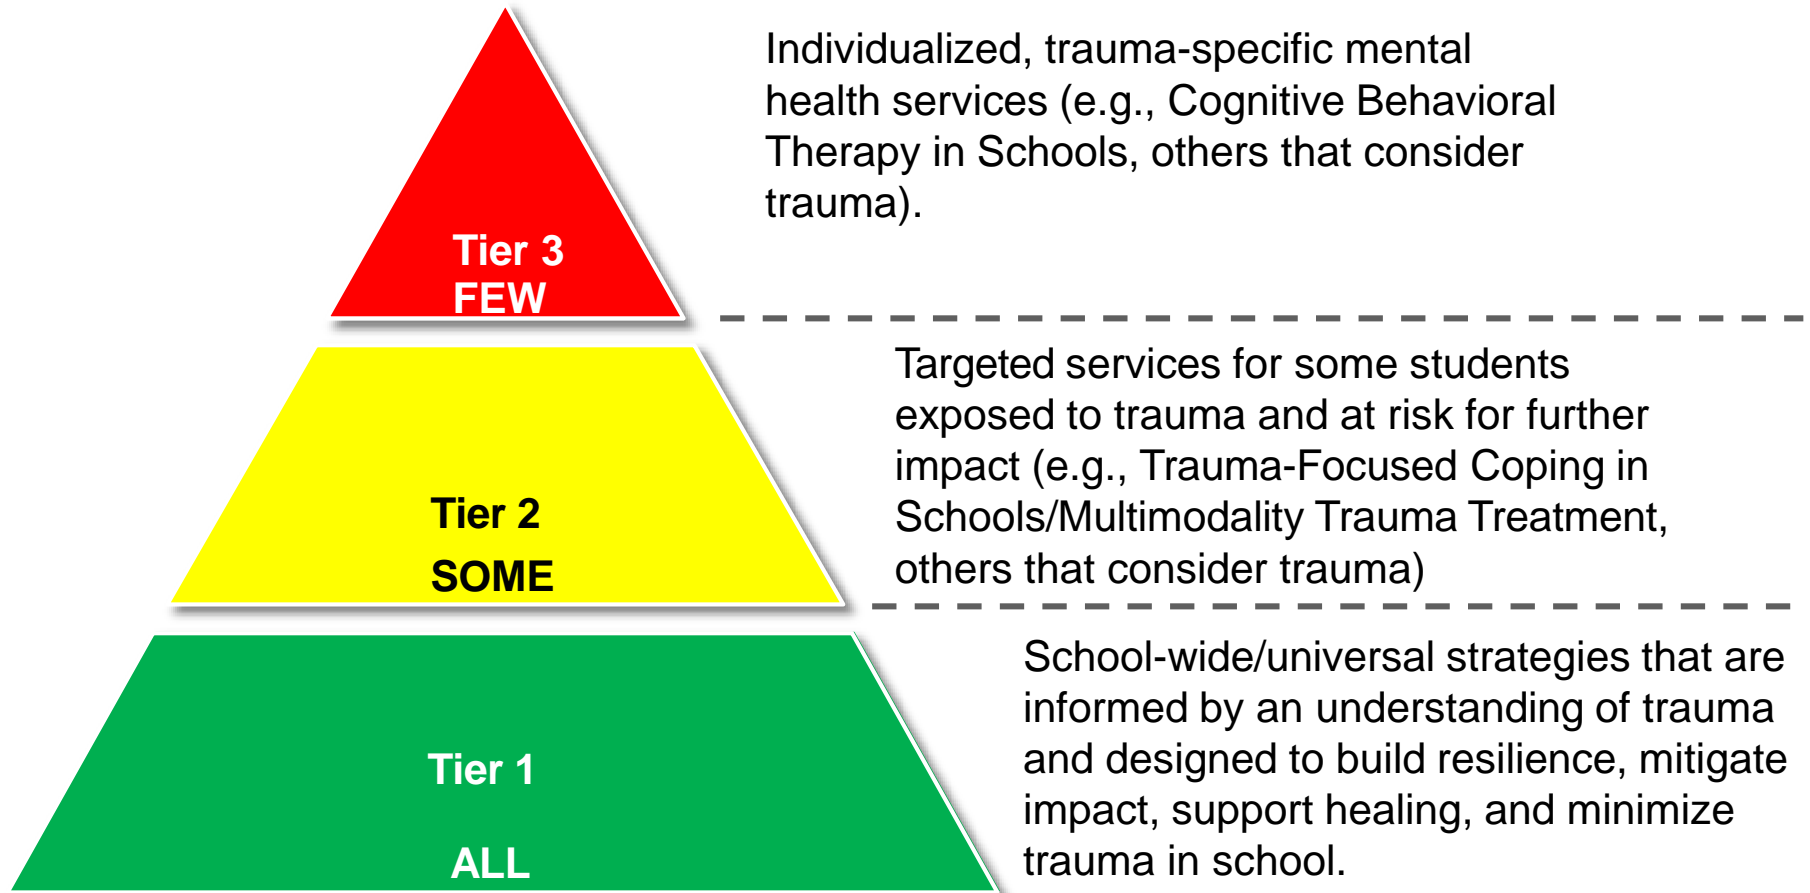 Individualized, trauma-specific mental
health services (e.g., Cognitive Behavioral
Therapy in Schools, others that consider
trauma).
Tier 3
FEW
Targeted services for some students
exposed to trauma and at risk for further
impact (e.g., Trauma-Focused Coping in
Schools/Multimodality Trauma Treatment,
others that consider trauma)
Tier 2
SOME
School-wide/universal strategies that are
informed by an understanding of trauma
and designed to build resilience, mitigate
impact, support healing, and minimize
trauma in school.
Tier 1
ALL